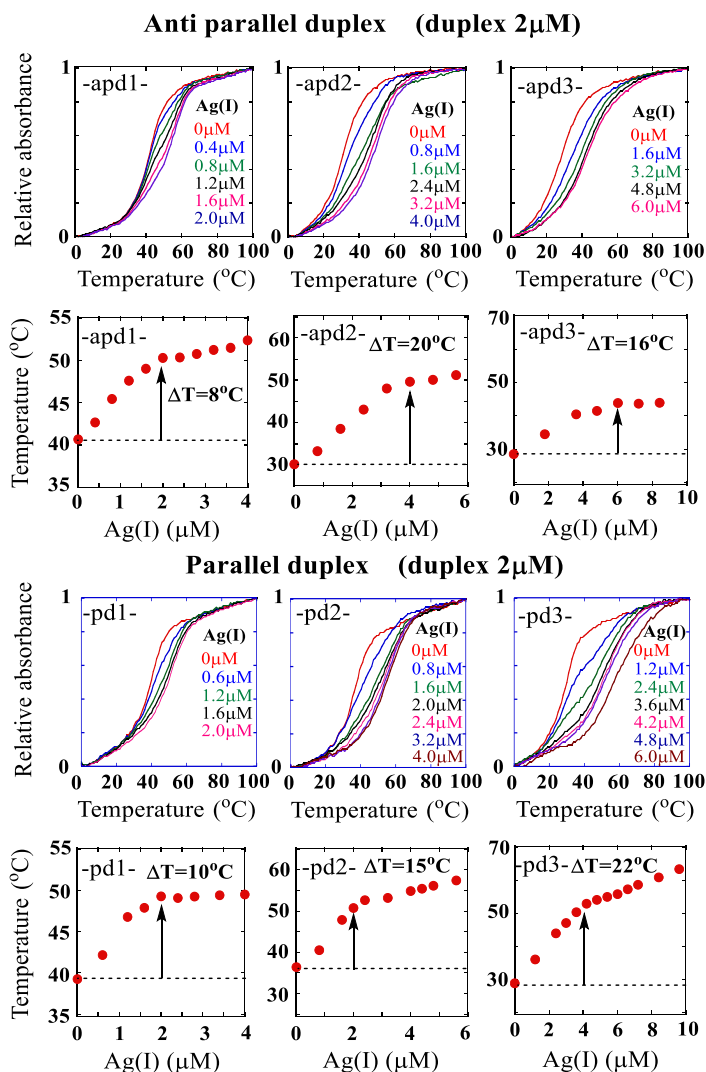 Anti parallel duplex (duplex 2μM)
Relative absorbance
1
0
-apd1-
Ag(I)
0μM
0.4μM
0.8μM
1.2μM
1.6μM
2.0μM
0 20 40 60 80 100
Temperature (°C)
1
0
-apd2-
Ag(I)
0μM
0.8μM
1.6μM
2.4μM
3.2μM
4.0μM
0 20 40 60 80 100
Temperature (°C)
1
0
-apd3-
Ag(I)
0μM
1.6μM
3.2μM
4.8μM
6.0μM
0 20 40 60 80 100
Temperature (°C)
Temperature (°C)
55
50
45
40
35
-apd1-
ΔT=8°C
0 1 2 3 4
Ag(I) (μM)
60
50
40
30
-apd2-
ΔT=20°C
0 2 4 6
Ag(I) (μM)
70
50
30
-apd3-
ΔT=16°C
0 2 4 6 8 10
Ag(I) (μM)
Parallel duplex (duplex 2μM)
Relative absorbance
1
0
-pd1-
Ag(I)
0μM
0.6μM
1.2μM
1.6μM
2.0μM
0 20 40 60 80 100
Temperature (°C)
1
0
-pd2-
Ag(I)
0μM
0.8μM
1.6μM
2.0μM
2.4μM
3.2μM
4.0μM
0 20 40 60 80 100
Temperature (°C)
1
0
-pd3-
Ag(I)
0μM
1.2μM
2.4μM
3.6μM
4.2μM
4.8μM
6.0μM
0 20 40 60 80 100
Temperature (°C)
Temperature (°C)
55
50
45
40
35
-pd1-
ΔT=10°C
0 1 2 3 4
Ag(I) (μM)
60
50
40
30
-pd2-
ΔT=15°C
0 1 2 3 4 5 6
Ag(I) (μM)
70
50
30
-pd3-
ΔT=22°C
0 2 4 6 8 10
Ag(I) (μM)